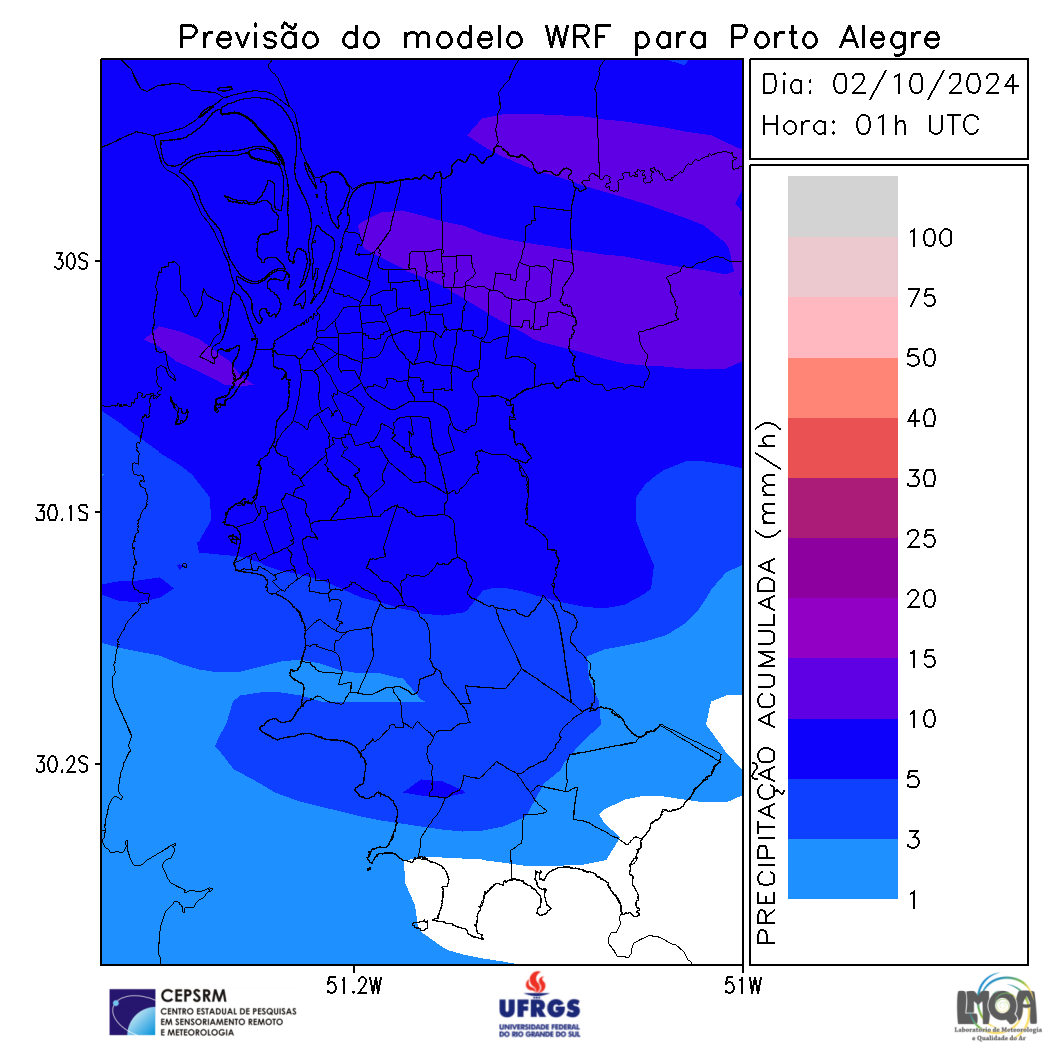 Previsão do modelo WRF para Porto Alegre
Dia: 02/10/2024
Hora: 01h UTC
30S
30.1S
30.2S
51.2W
51W
PRECIPITAÇÃO ACUMULADA (mm/h)
100
75
50
40
30
25
20
15
10
5
3
1
CEPSRM
CENTRO ESTADUAL DE PESQUISAS
EM SENSORIAMENTO REMOTO
E METEOROLOGIA
UFRGS
UNIVERSIDADE FEDERAL
DO RIO GRANDE DO SUL
LMQA
Laboratório de Meteorologia
e Qualidade do Ar